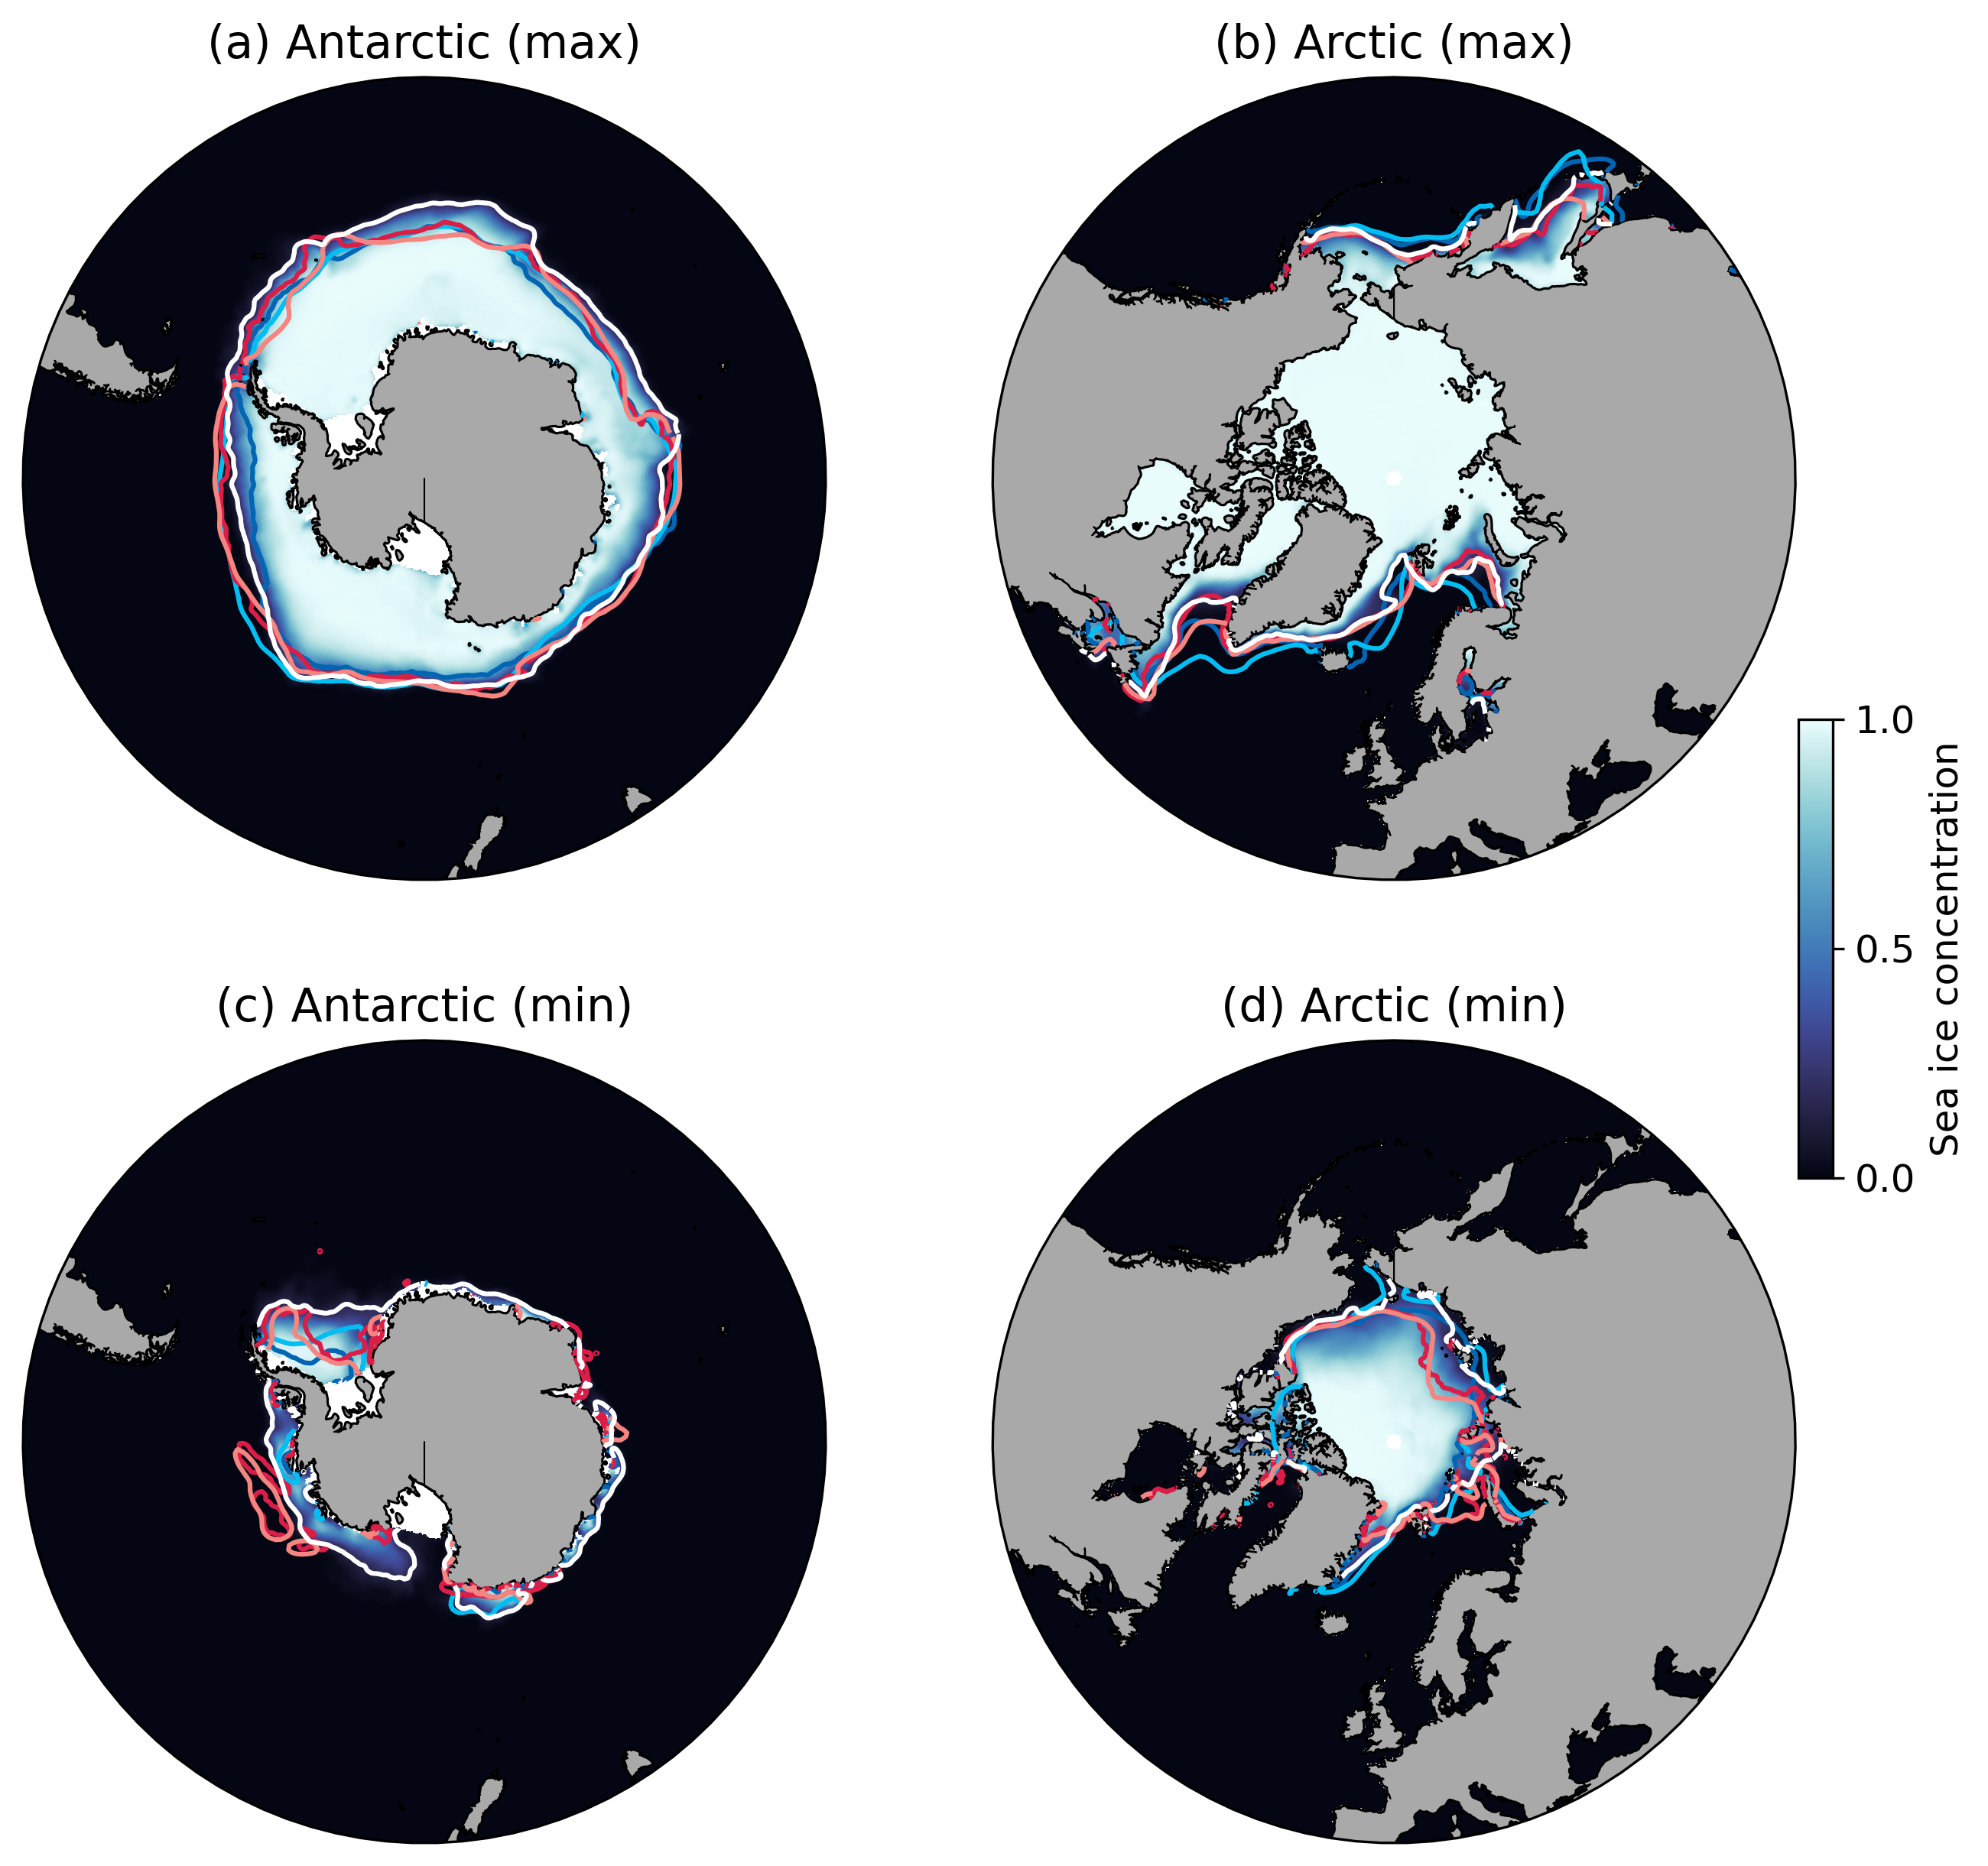 (a) Antarctic (max)
(b) Arctic (max)
(c) Antarctic (min)
(d) Arctic (min)
1.0
0.5
0.0
Sea ice concentration